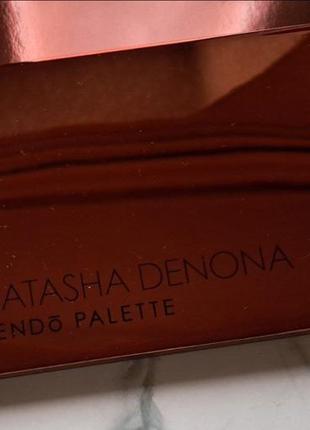 ATASHA DENONA
ENDō PALETTE